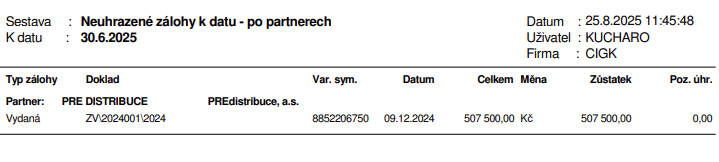 Sestava : Neuhrazené zálohy k datu - po partnerech Datum : 25.8.2025 11:45:48
K datu : 30.6.2025 Uživatel : KUCHARO
Firma : CIGK
Typ zálohy Doklad Var. sym. Datum Celkem Měna Zůstatek Poz. úhr.
Partner: PRE DISTRIBUCE PREdistribuce, a.s.
Vydaná ZV\2024001\2024 8852206750 09.12.2024 507 500,00 Kč 507 500,00 0,00